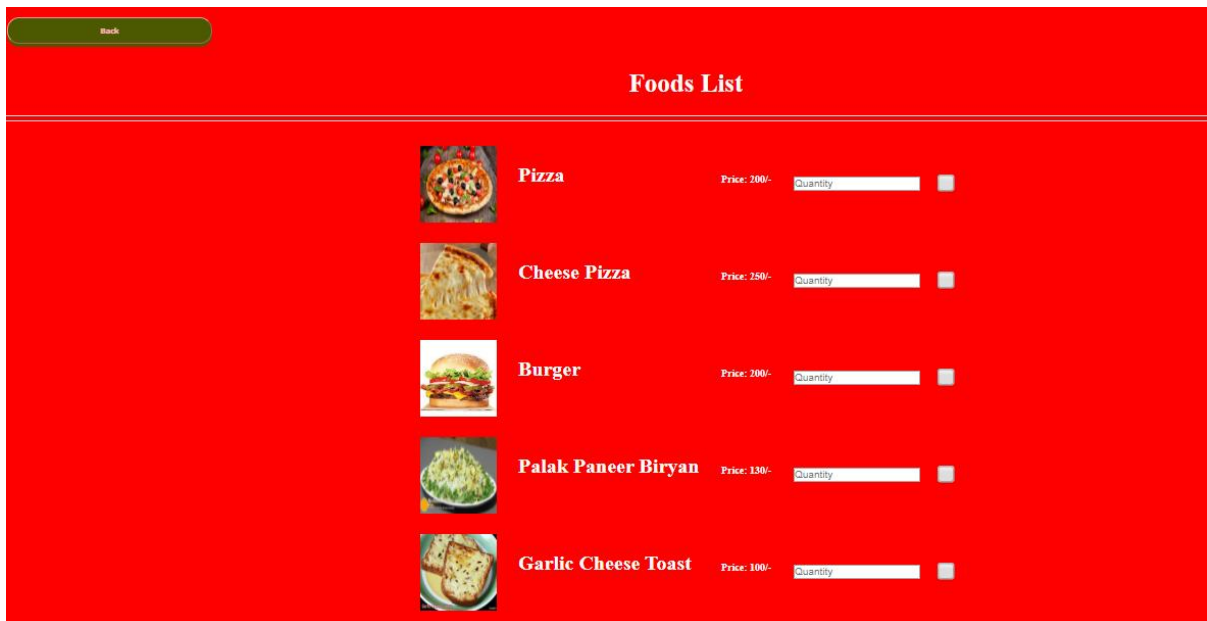 Back
Foods List
Pizza Price: 200/- Quantity
Cheese Pizza Price: 250/- Quantity
Burger Price: 200/- Quantity
Palak Paneer Biryan Price: 130/- Quantity
Garlic Cheese Toast Price: 100/- Quantity